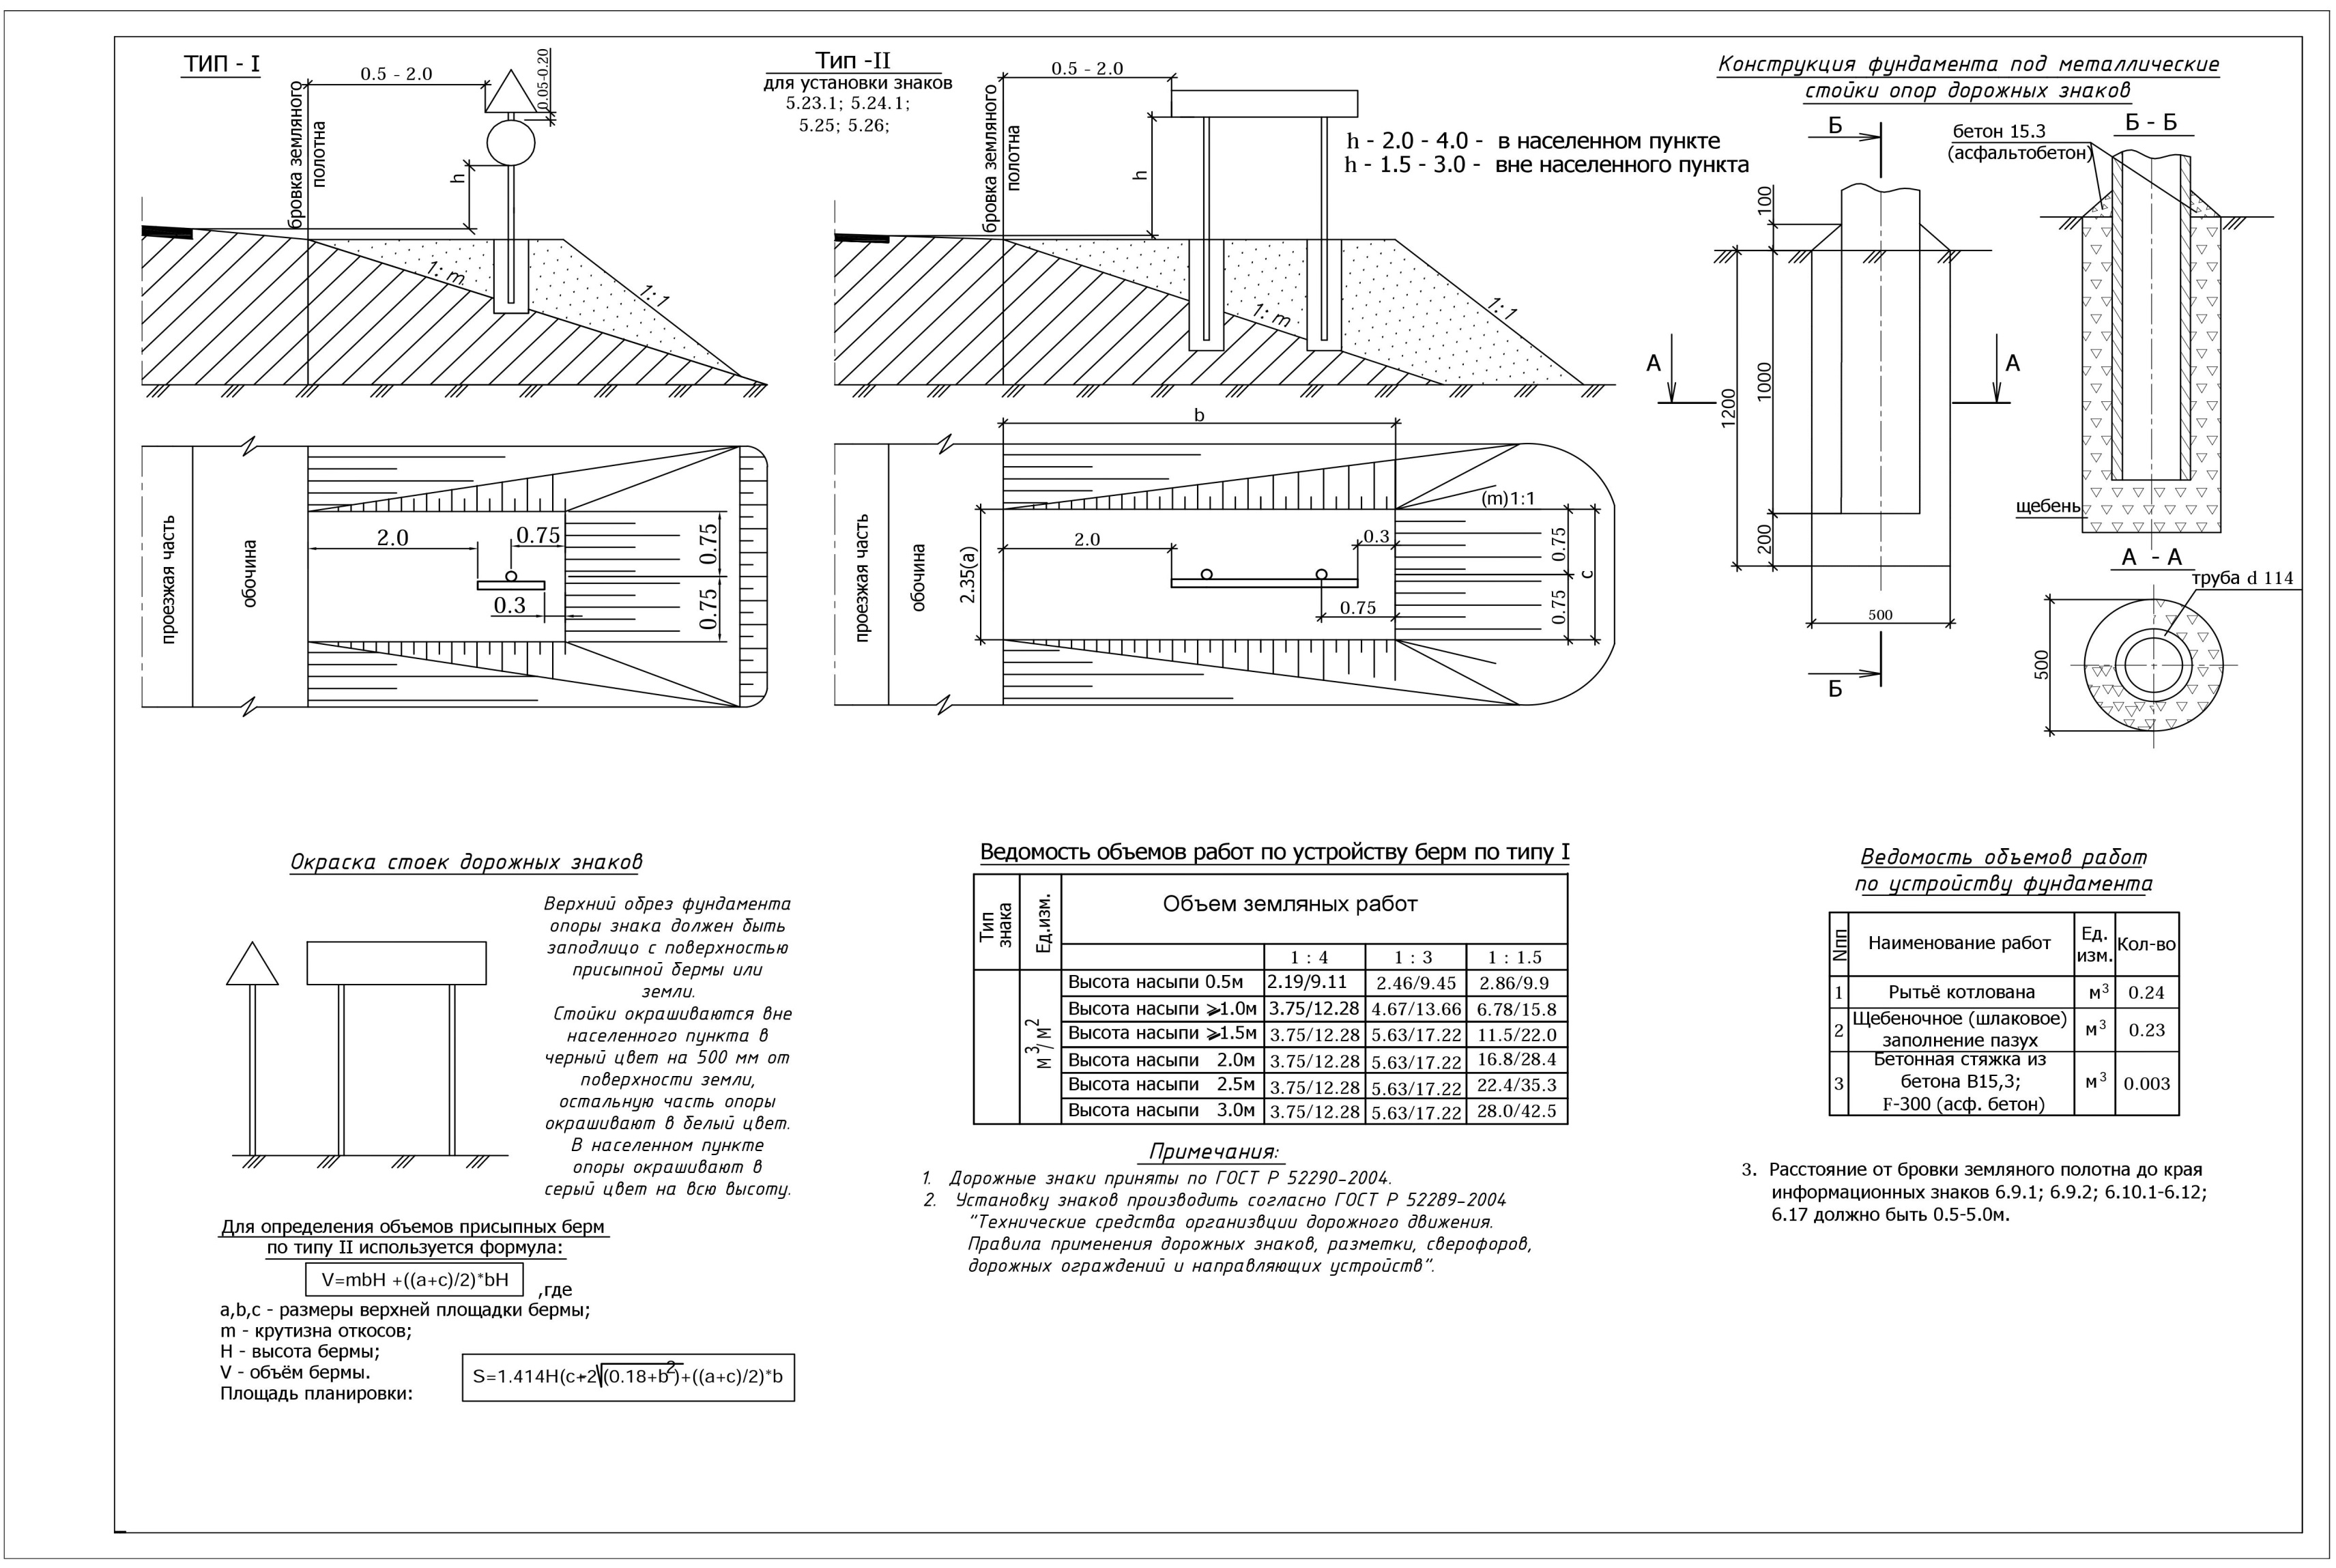 ТИП - I
0.5 - 2.0
0.05-0.20
бровка земляного
полотна
h
1: m
1: 1
Тип -II
для установки знаков
5.23.1; 5.24.1;
5.25; 5.26;
0.5 - 2.0
бровка земляного
полотна
h
1: m
1: 1
h - 2.0 - 4.0 - в населенном пункте
h - 1.5 - 3.0 - вне населенного пункта
Конструкция фундамента под металлические
стойки опор дорожных знаков
Б
100
1000
1200
200
500
А
А
Б
бетон 15.3
(асфальтобетон)
Б - Б
щебень
А - А
труба d 114
500
проезжая часть
обочина
2.0
0.75
0.3
0.75
0.75
проезжая часть
обочина
b
2.35(а)
2.0
0.3
0.75
(m)1:1
0.75
0.75
с
Окраска стоек дорожных знаков
Верхний обрез фундамента
опоры знака должен быть
заподлицо с поверхностью
присыпной бермы или
земли.
Стойки окрашиваются вне
населенного пункта в
черный цвет на 500 мм от
поверхности земли,
остальную часть опоры
окрашивают в белый цвет.
В населенном пункте
опоры окрашивают в
серый цвет на всю высоту.
Для определения объемов присыпных берм
по типу II используется формула:
V=mbH +((a+c)/2)*bH
,где
a,b,c - размеры верхней площадки бермы;
m - крутизна откосов;
H - высота бермы;
V - объём бермы.
Площадь планировки:
S=1.414H(c+2√(0.18+b²)+((a+c)/2)*b
Ведомость объемов работ по устройству берм по типу I
Тип знака Ед.изм. Объем земляных работ
1 : 4 1 : 3 1 : 1.5
м³/м²
Высота насыпи 0.5м 2.19/9.11 2.46/9.45 2.86/9.9
Высота насыпи ⩾1.0м 3.75/12.28 4.67/13.66 6.78/15.8
Высота насыпи ⩾1.5м 3.75/12.28 5.63/17.22 11.5/22.0
Высота насыпи 2.0м 3.75/12.28 5.63/17.22 16.8/28.4
Высота насыпи 2.5м 3.75/12.28 5.63/17.22 22.4/35.3
Высота насыпи 3.0м 3.75/12.28 5.63/17.22 28.0/42.5
Примечания:
1. Дорожные знаки приняты по ГОСТ Р 52290-2004.
2. Установку знаков производить согласно ГОСТ Р 52289-2004
"Технические средства организвции дорожного движения.
Правила применения дорожных знаков, разметки, сверофоров,
дорожных ограждений и направляющих устройств".
Ведомость объемов работ
по устройству фундамента
Nпп Наименование работ Ед. изм. Кол-во
1 Рытьё котлована м³ 0.24
2 Щебеночное (шлаковое)
заполнение пазух м³ 0.23
Бетонная стяжка из
3 бетона В15,3; м³ 0.003
F-300 (асф. бетон)
3. Расстояние от бровки земляного полотна до края
информационных знаков 6.9.1; 6.9.2; 6.10.1-6.12;
6.17 должно быть 0.5-5.0м.